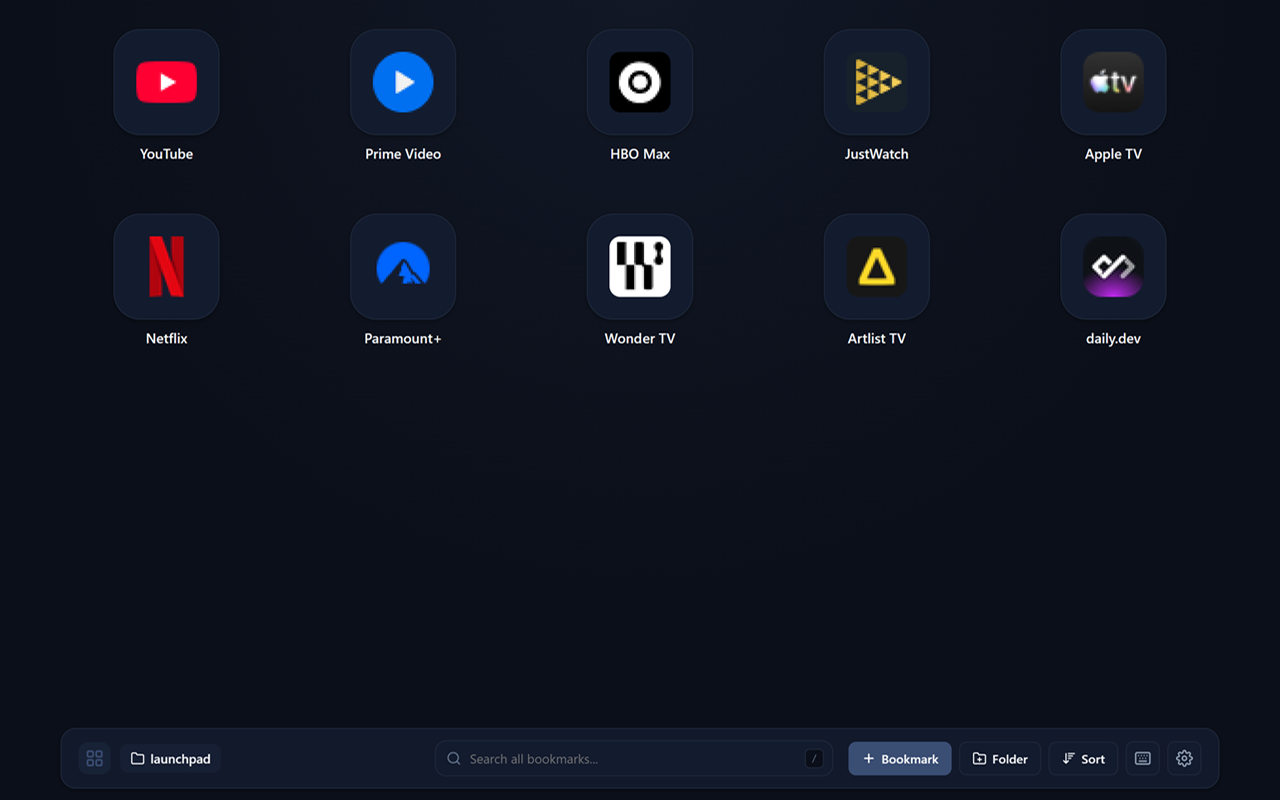 tv
YouTube
Prime Video
HBO Max
JustWatch
Apple TV
Netflix
Paramount+
Wonder TV
Artlist TV
daily.dev
launchpad
Search all bookmarks...
/
Bookmark
Folder
Sort